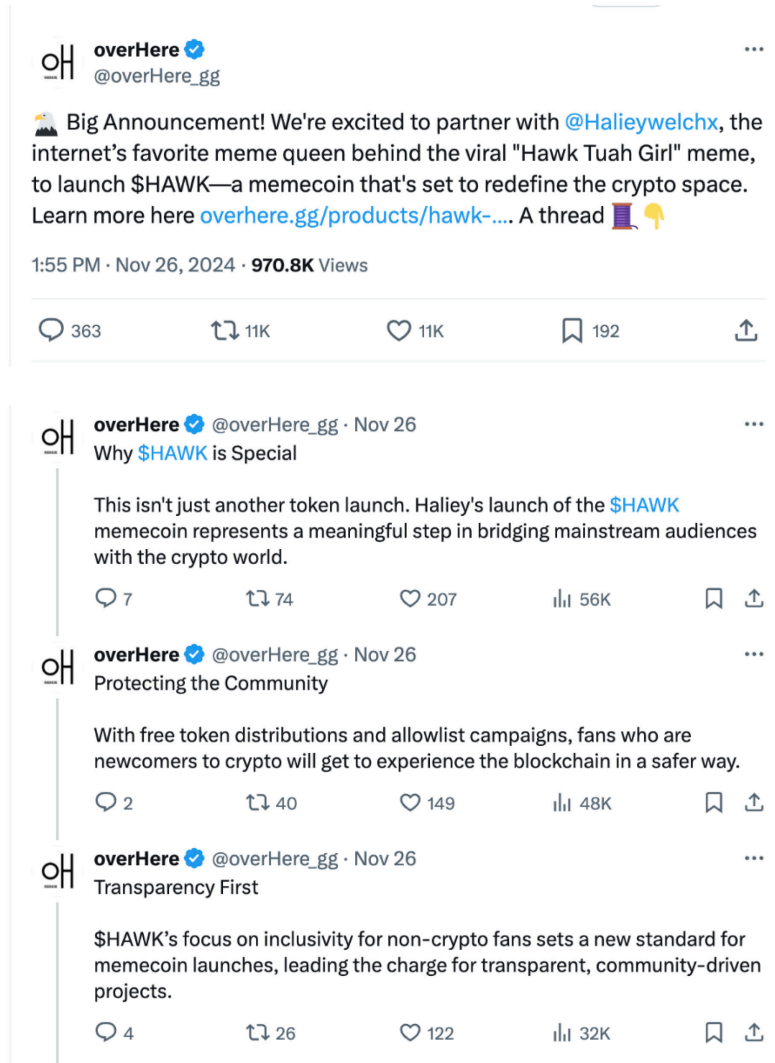 oH overHere
@overHere_gg
🦅 Big Announcement! We're excited to partner with @Halieywelchx, the
internet’s favorite meme queen behind the viral "Hawk Tuah Girl" meme,
to launch $HAWK—a memecoin that's set to redefine the crypto space.
Learn more here overhere.gg/products/hawk-.... A thread 🧵👇
1:55 PM · Nov 26, 2024 · 970.8K Views
363 11K 11K 192
oH overHere @overHere_gg · Nov 26
Why $HAWK is Special
This isn't just another token launch. Haliey's launch of the $HAWK
memecoin represents a meaningful step in bridging mainstream audiences
with the crypto world.
7 74 207 56K
oH overHere @overHere_gg · Nov 26
Protecting the Community
With free token distributions and allowlist campaigns, fans who are
newcomers to crypto will get to experience the blockchain in a safer way.
2 40 149 48K
oH overHere @overHere_gg · Nov 26
Transparency First
$HAWK’s focus on inclusivity for non-crypto fans sets a new standard for
memecoin launches, leading the charge for transparent, community-driven
projects.
4 26 122 32K